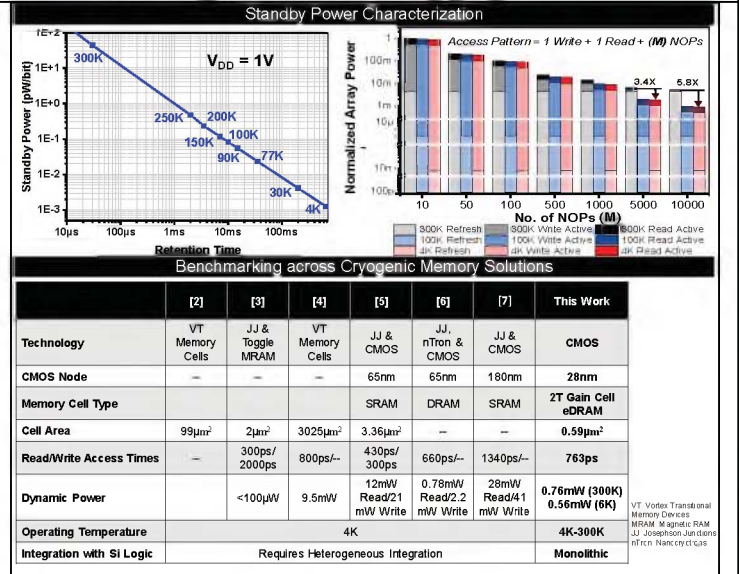 Standby Power Characterization
Standby Power (pW/bit)
1E+2
1E+1
1E+0
1E-1
1E-2
1E-3
V_DD = 1V
300K
250K
200K
150K
100K
90K
77K
30K
4K
10µs 100µs 1ms 10ms 100ms
Retention Time
Normalized Array Power
Access Pattern = 1 Write + 1 Read + (M) NOPs
1
100m
10m
1m
10µ
10n
100p
3.4X
5.8X
10 50 100 500 1000 5000 10000
No. of NOPs (M)
300K Refresh 300K Write Active 300K Read Active
100K Refresh 100K Write Active 100K Read Active
4K Refresh 4K Write Active 4K Read Active
Benchmarking across Cryogenic Memory Solutions
[2] [3] [4] [5] [6] [7] This Work
Technology VT Memory Cells JJ & Toggle MRAM VT Memory Cells JJ & CMOS JJ, nTron & CMOS JJ & CMOS CMOS
CMOS Node -- -- -- 65nm 65nm 180nm 28nm
Memory Cell Type SRAM DRAM SRAM 2T Gain Cell eDRAM
Cell Area 99µm² 2µm² 3025µm² 3.36µm² -- -- 0.59µm²
Read/Write Access Times -- 300ps/2000ps 800ps/-- 430ps/300ps 660ps/-- 1340ps/-- 763ps
Dynamic Power <100µW 9.5mW 12mW Read/21 mW Write 0.78mW Read/2.2 mW Write 28mW Read/41 mW Write 0.76mW (300K) 0.56mW (6K)
Operating Temperature 4K 4K-300K
Integration with Si Logic Requires Heterogeneous Integration Monolithic
VT Vortex Transitional
Memory Devices
MRAM Magnetic RAM
JJ Josephson Junctions
nTron